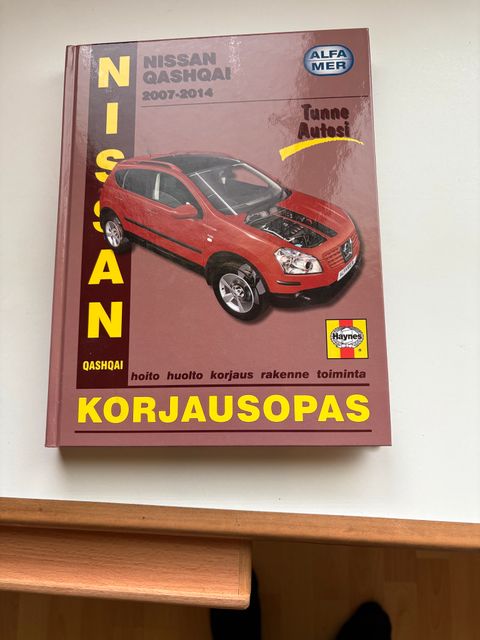 NISSAN
QASHQAI
2007-2014
ALFA
MER
Tunne
Autosi
NISSAN
QASHQAI
Haynes
hoito huolto korjaus rakenne toiminta
KORJAUSOPAS